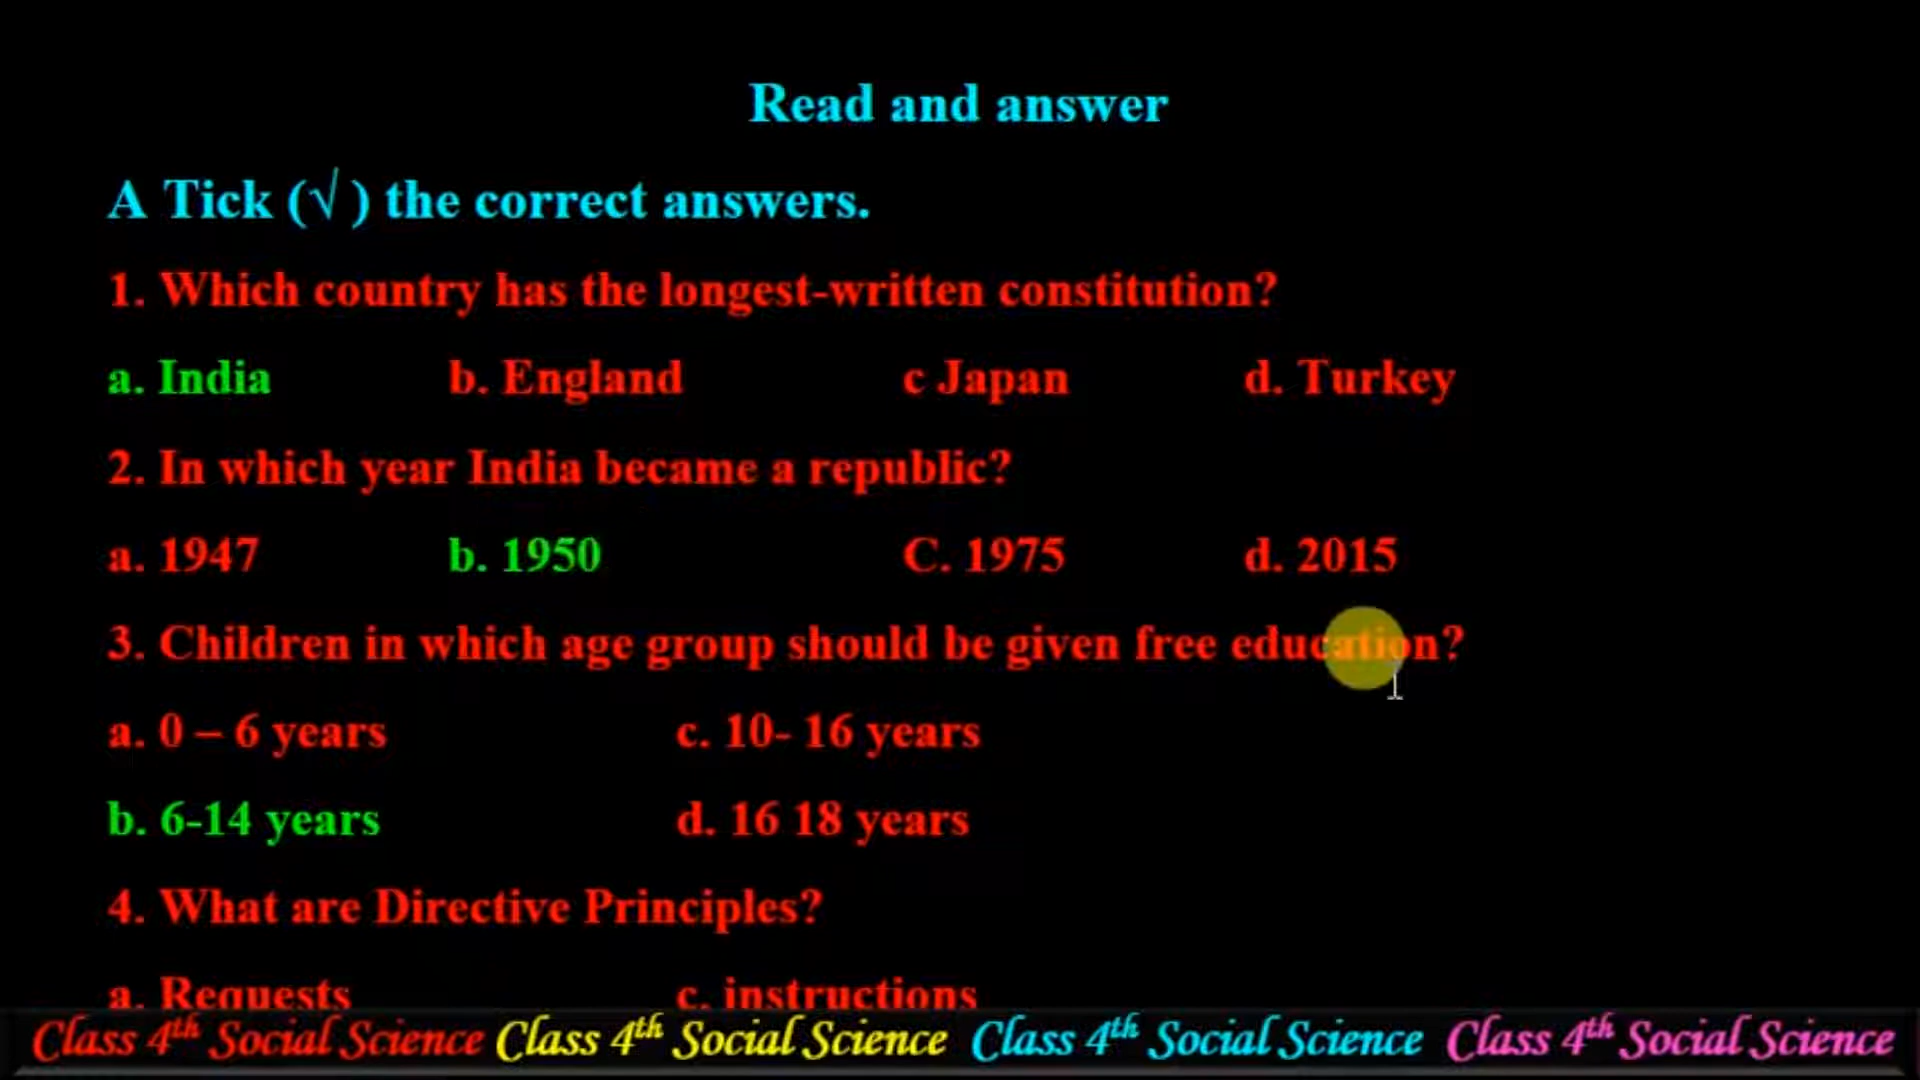 Read and answer
A Tick (√ ) the correct answers.
1. Which country has the longest-written constitution?
a. India b. England c Japan d. Turkey
2. In which year India became a republic?
a. 1947 b. 1950 C. 1975 d. 2015
3. Children in which age group should be given free education?
a. 0 – 6 years c. 10- 16 years
b. 6-14 years d. 16 18 years
4. What are Directive Principles?
a. Requests c. instructions
Class 4th Social Science Class 4th Social Science Class 4th Social Science Class 4th Social Science